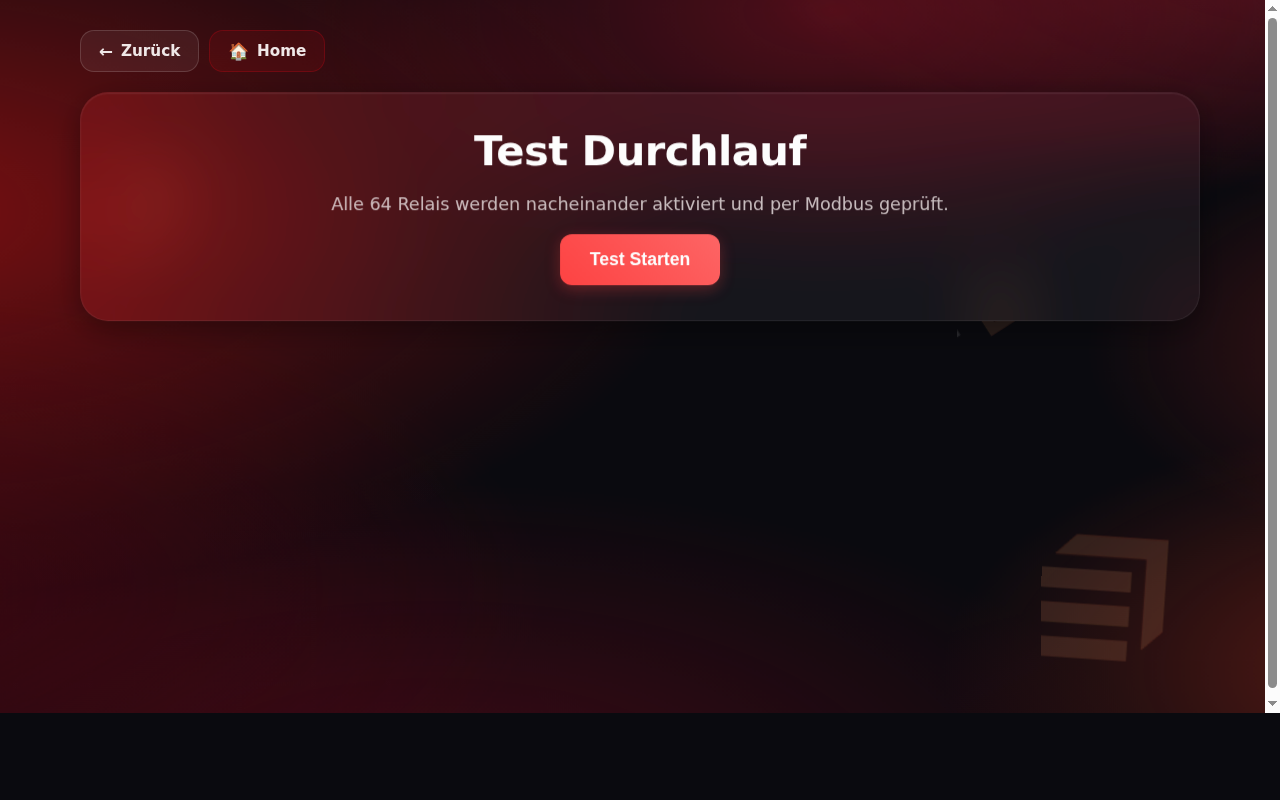 ← Zurück
🏠 Home
Test Durchlauf
Alle 64 Relais werden nacheinander aktiviert und per Modbus geprüft.
Test Starten